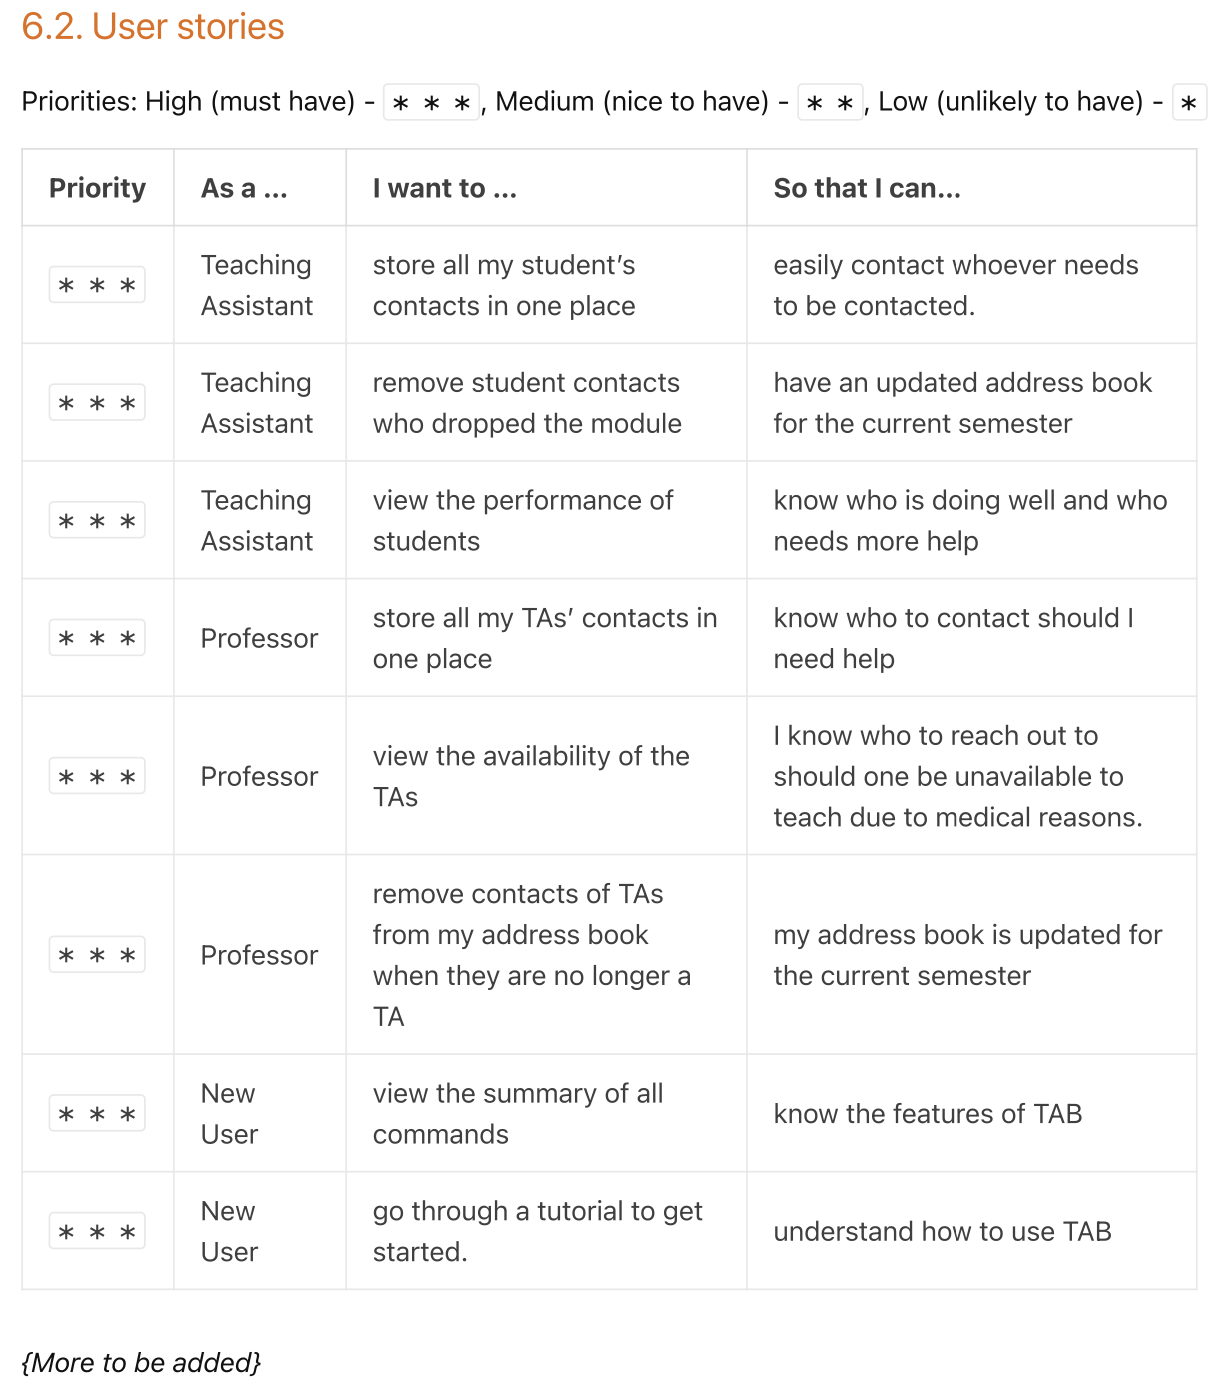 6.2. User stories
Priorities: High (must have) - * * *, Medium (nice to have) - * *, Low (unlikely to have) - *
Priority As a ... I want to ... So that I can...
* * *
Teaching
Assistant
store all my student’s
contacts in one place
easily contact whoever needs
to be contacted.
* * *
Teaching
Assistant
remove student contacts
who dropped the module
have an updated address book
for the current semester
* * *
Teaching
Assistant
view the performance of
students
know who is doing well and who
needs more help
* * *
Professor
store all my TAs’ contacts in
one place
know who to contact should I
need help
* * *
Professor
view the availability of the
TAs
I know who to reach out to
should one be unavailable to
teach due to medical reasons.
* * *
Professor
remove contacts of TAs
from my address book
when they are no longer a
TA
my address book is updated for
the current semester
* * *
New
User
view the summary of all
commands
know the features of TAB
* * *
New
User
go through a tutorial to get
started.
understand how to use TAB
{More to be added}